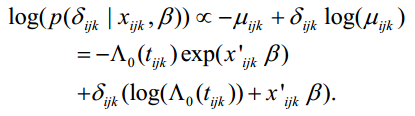 log(p(δ_ijk | x_ijk, β)) ∝ −μ_ijk + δ_ijk log(μ_ijk)
= −Λ_0(t_ijk) exp(x'_ijk β)
+δ_ijk(log(Λ_0(t_ijk)) + x'_ijk β).